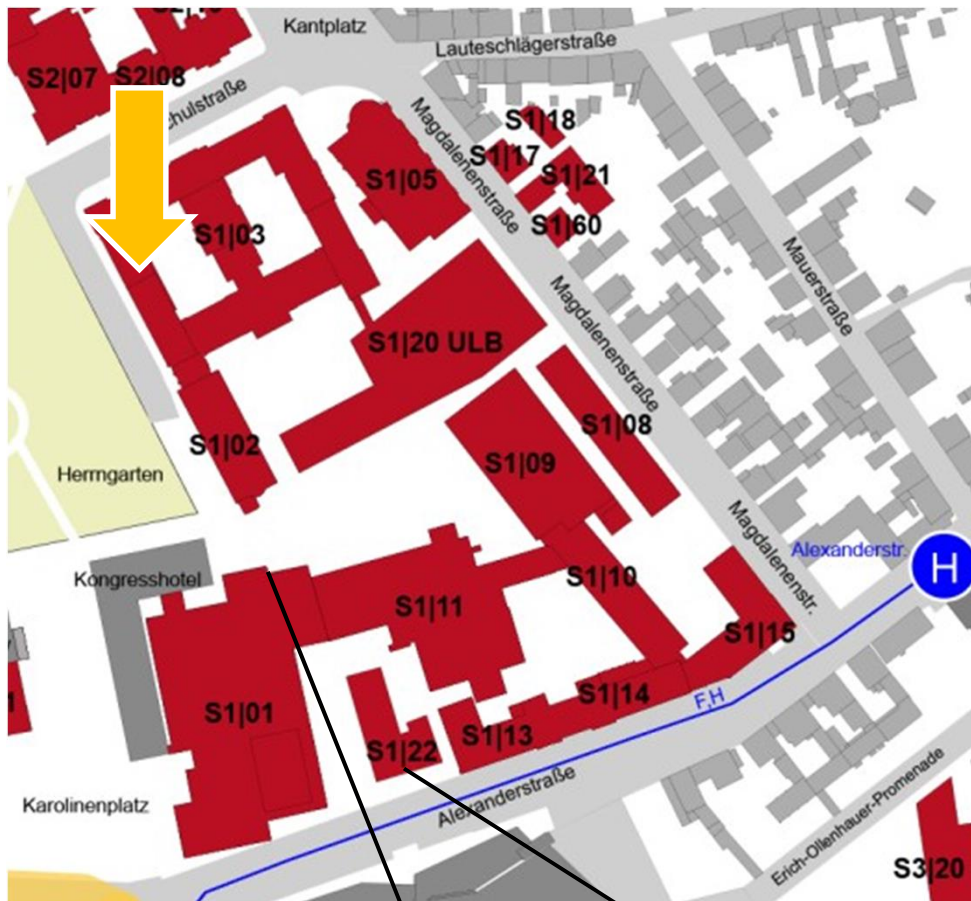 Kantplatz
Lauteschlägerstraße
S2|07
S2|08
chulstraße
Magdalenenstraße
S1|18
S1|17
S1|21
S1|60
S1|05
S1|03
Mauerstraße
Magdalenenstraße
S1|20 ULB
S1|08
S1|02
S1|09
Herrngarten
Magdalenenstr.
Alexanderstr.
H
Kongresshotel
S1|10
S1|11
S1|15
S1|14
F,H
S1|01
S1|13
S1|22
Karolinenplatz
Alexanderstraße
Erich-Ollenhauer-Promenade
S3|20